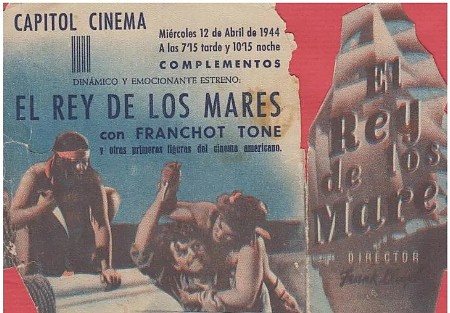 CAPITOL CINEMA
Miércoles 12 de Abril de 1944
A las 7'15 tarde y 10'15 noche
COMPLEMENTOS
DINÁMICO Y EMOCIONANTE ESTRENO:
EL REY DE LOS MARES
con FRANCHOT TONE
y otras primeras figuras del cinema americano.
El
Rey
de los
Mare
DIRECTOR
Frank